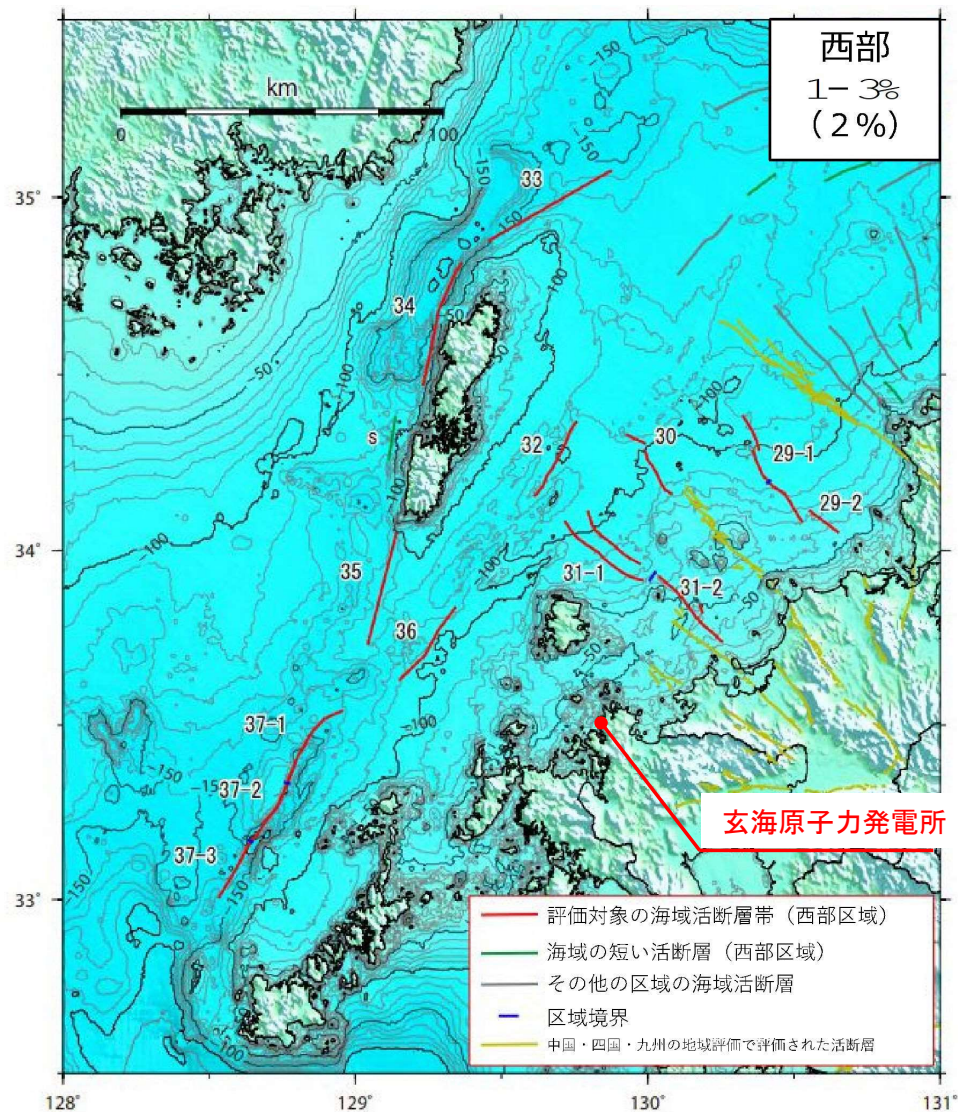 西部
1-3%
(2%)
km
0 100
33
34
s
32
30
29-1
29-2
31-1
31-2
35
36
37-1
37-2
37-3
-50
-100
-150
35°
34°
33°
128° 129° 130° 131°
玄海原子力発電所
評価対象の海域活断層帯（西部区域）
海域の短い活断層（西部区域）
その他の区域の海域活断層
区域境界
中国・四国・九州の地域評価で評価された活断層